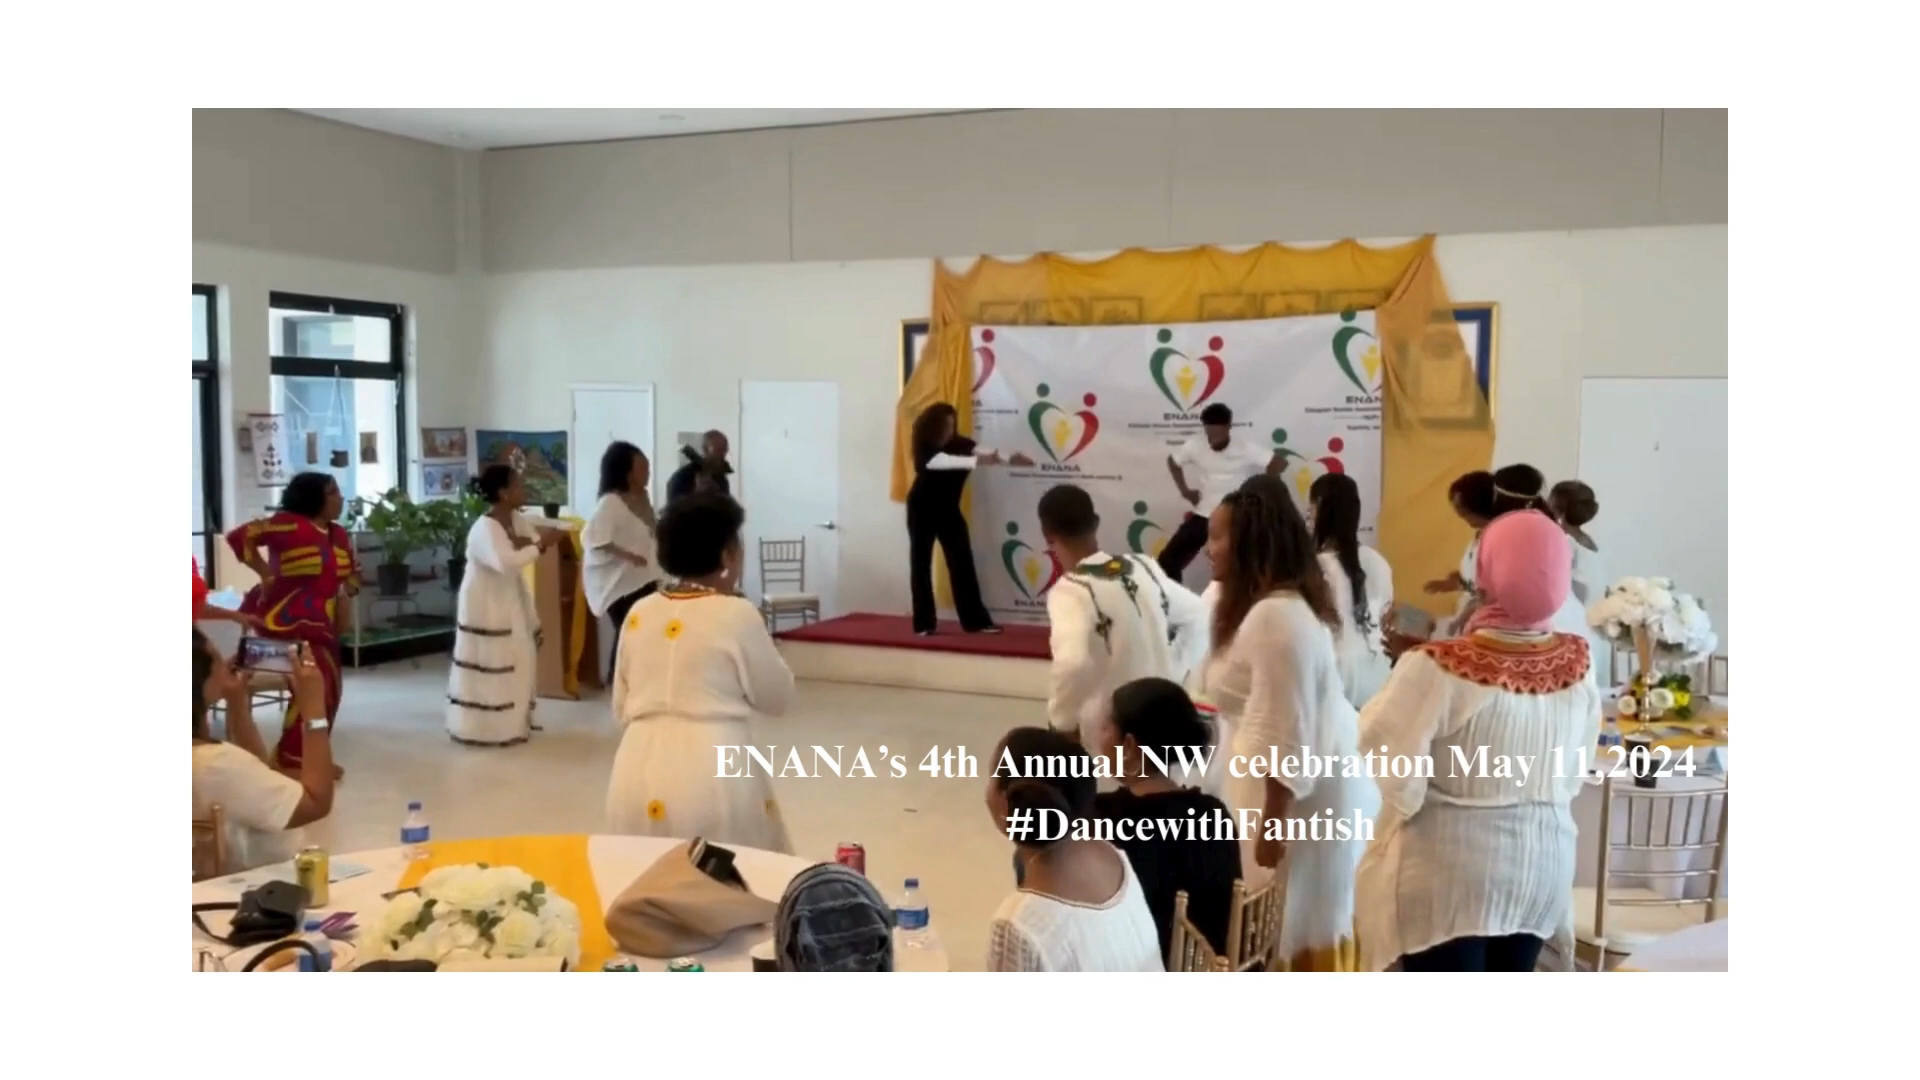 ENANA
ENANA
ENANA
ENANA’s 4th Annual NW celebration May 11,2024
#DancewithFantish